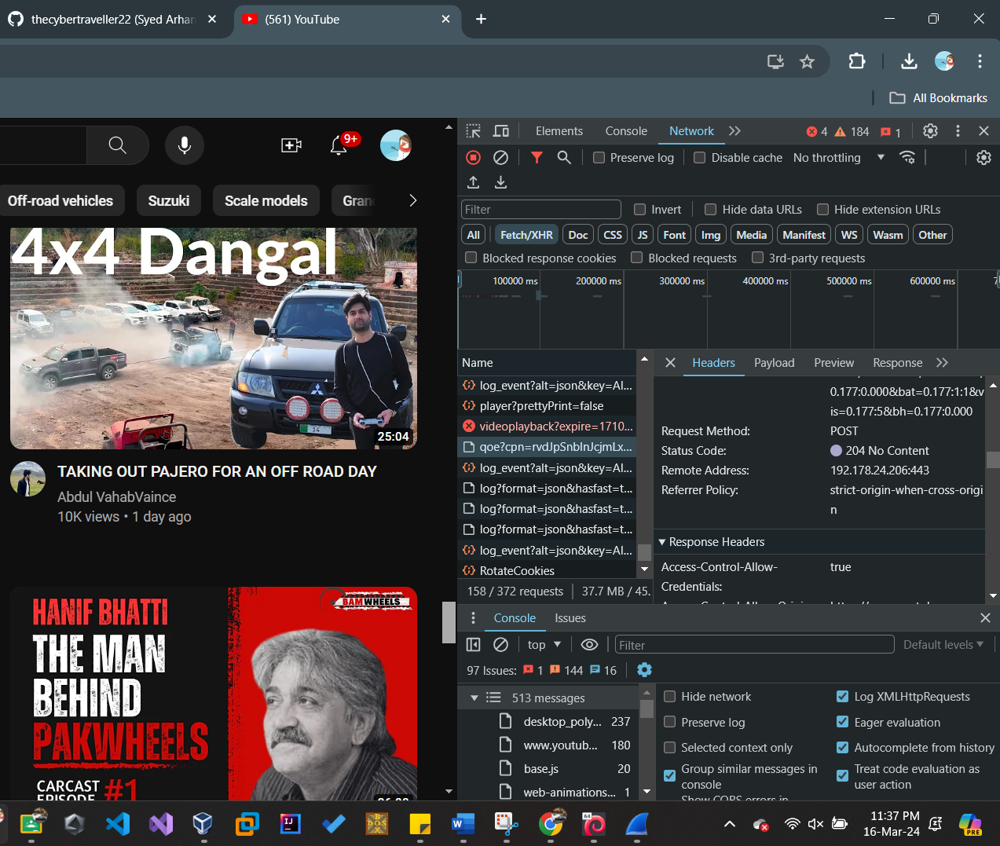 thecybertraveller22 (Syed Arhan
(561) YouTube
All Bookmarks
9+
Off-road vehicles
Suzuki
Scale models
4x4 Dangal
25:04
TAKING OUT PAJERO FOR AN OFF ROAD DAY
Abdul VahabVaince
10K views • 1 day ago
HANIF BHATTI
THE MAN
BEHIND
PAKWHEELS
CARCAST
EPISODE #1
BAMWHEELS
Elements
Console
Network
4
184
1
Preserve log
Disable cache
No throttling
Filter
Invert
Hide data URLs
Hide extension URLs
All
Fetch/XHR
Doc
CSS
JS
Font
Img
Media
Manifest
WS
Wasm
Other
Blocked response cookies
Blocked requests
3rd-party requests
100000 ms
200000 ms
300000 ms
400000 ms
500000 ms
600000 ms
Name
log_event?alt=json&key=AI...
player?prettyPrint=false
videoplayback?expire=1710...
qoe?cpn=rvdJpSnbInJcjmLx...
log_event?alt=json&key=AI...
log?format=json&hasfast=t...
log?format=json&hasfast=t...
log?format=json&hasfast=t...
log_event?alt=json&key=AI...
RotateCookies
158 / 372 requests
37.7 MB / 45.
Headers
Payload
Preview
Response
0.177:0.000&bat=0.177:1:1&v
is=0.177:5&bh=0.177:0.000
Request Method:
POST
Status Code:
204 No Content
Remote Address:
192.178.24.206:443
Referrer Policy:
strict-origin-when-cross-origi
n
Response Headers
Access-Control-Allow-
Credentials:
true
Console
Issues
top
Filter
Default levels
97 Issues:
1
144
16
513 messages
desktop_poly...
237
www.youtub...
180
base.js
20
web-animations...
1
Hide network
Log XMLHttpRequests
Preserve log
Eager evaluation
Selected context only
Autocomplete from history
Group similar messages in
console
Treat code evaluation as
user action
Show CORS errors in
IJ
DOS
BOX
W
64
PRE
11:37 PM
16-Mar-24